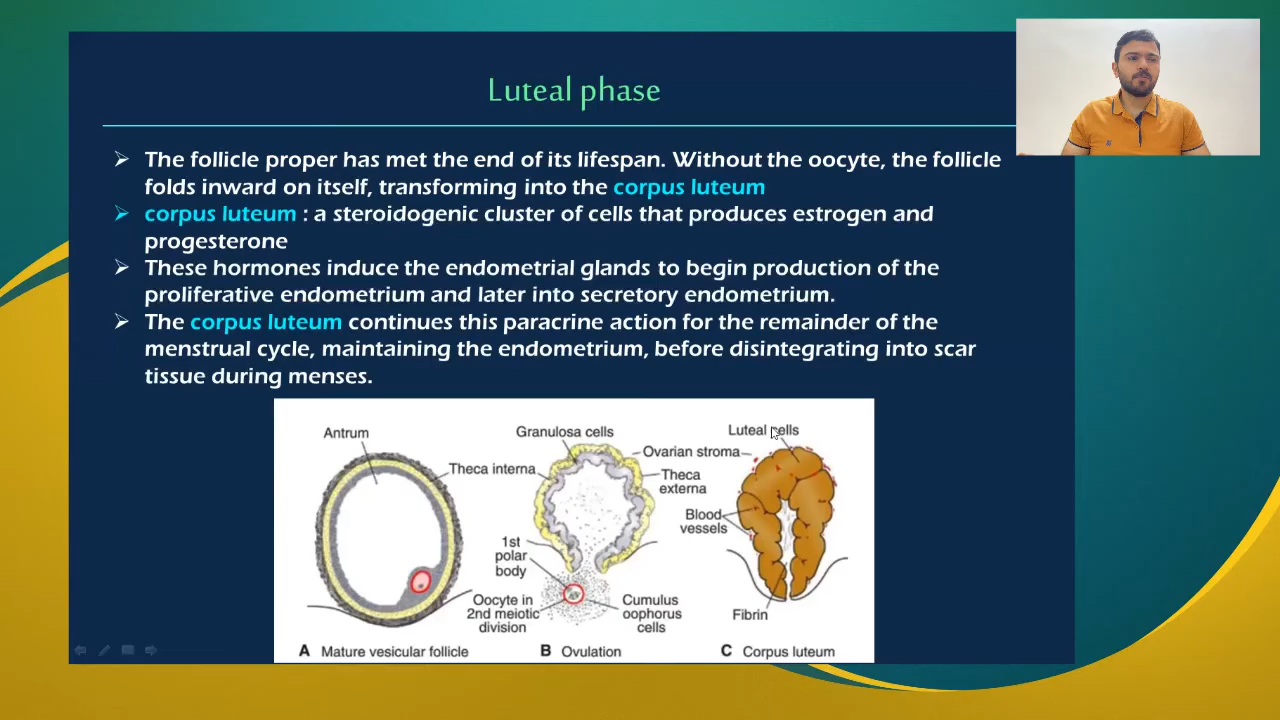 Luteal phase
The follicle proper has met the end of its lifespan. Without the oocyte, the follicle
folds inward on itself, transforming into the corpus luteum
corpus luteum : a steroidogenic cluster of cells that produces estrogen and
progesterone
These hormones induce the endometrial glands to begin production of the
proliferative endometrium and later into secretory endometrium.
The corpus luteum continues this paracrine action for the remainder of the
menstrual cycle, maintaining the endometrium, before disintegrating into scar
tissue during menses.
Antrum
Theca interna
Granulosa cells
Ovarian stroma
Theca
externa
1st
polar
body
Oocyte in
2nd meiotic
division
Cumulus
oophorus
cells
Luteal cells
Blood
vessels
Fibrin
A Mature vesicular follicle
B Ovulation
C Corpus luteum